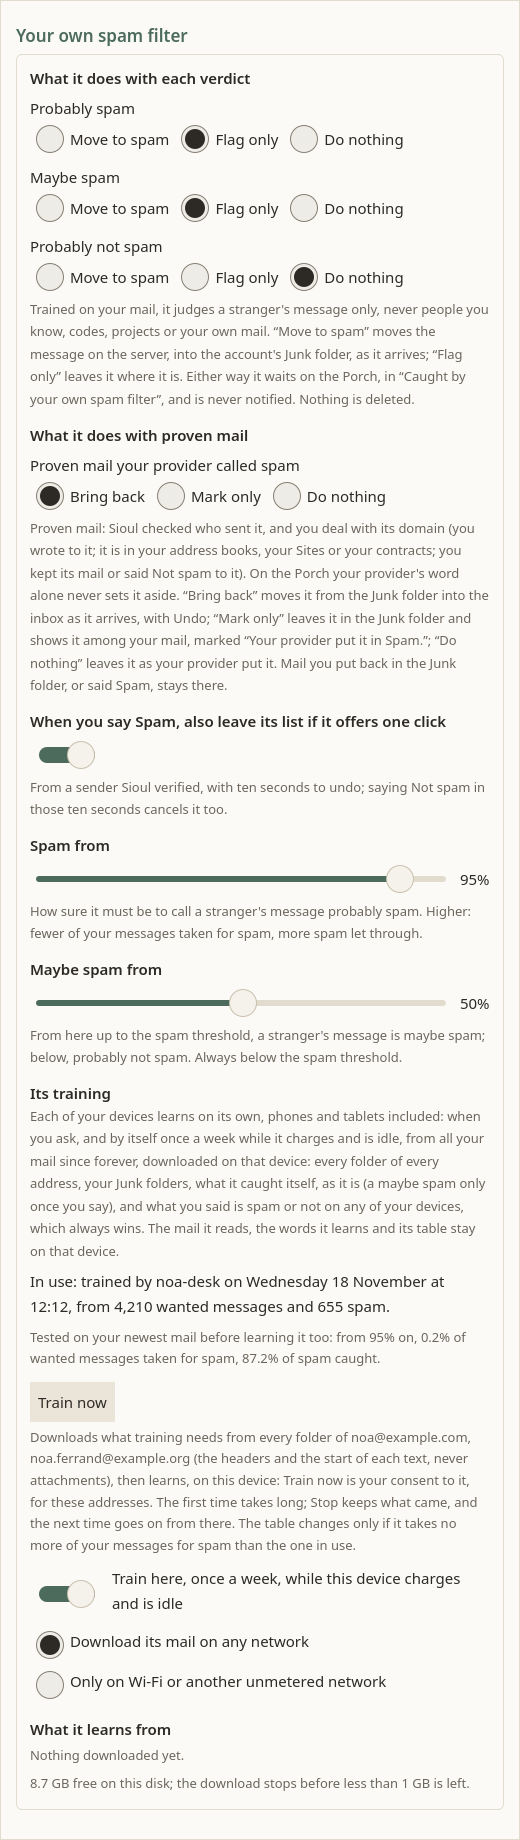 Your own spam filter
What it does with each verdict
Probably spam
Move to spam Flag only Do nothing
Maybe spam
Move to spam Flag only Do nothing
Probably not spam
Move to spam Flag only Do nothing
Trained on your mail, it judges a stranger's message only, never people you
know, codes, projects or your own mail. “Move to spam” moves the
message on the server, into the account's Junk folder, as it arrives; “Flag
only” leaves it where it is. Either way it waits on the Porch, in “Caught by
your own spam filter”, and is never notified. Nothing is deleted.
What it does with proven mail
Proven mail your provider called spam
Bring back Mark only Do nothing
Proven mail: Sioul checked who sent it, and you deal with its domain (you
wrote to it; it is in your address books, your Sites or your contracts; you
kept its mail or said Not spam to it). On the Porch your provider's word
alone never sets it aside. “Bring back” moves it from the Junk folder into the
inbox as it arrives, with Undo; “Mark only” leaves it in the Junk folder and
shows it among your mail, marked “Your provider put it in Spam.”; “Do
nothing” leaves it as your provider put it. Mail you put back in the Junk
folder, or said Spam, stays there.
When you say Spam, also leave its list if it offers one click
From a sender Sioul verified, with ten seconds to undo; saying Not spam in
those ten seconds cancels it too.
Spam from
95%
How sure it must be to call a stranger's message probably spam. Higher:
fewer of your messages taken for spam, more spam let through.
Maybe spam from
50%
From here up to the spam threshold, a stranger's message is maybe spam;
below, probably not spam. Always below the spam threshold.
Its training
Each of your devices learns on its own, phones and tablets included: when
you ask, and by itself once a week while it charges and is idle, from all your
mail since forever, downloaded on that device: every folder of every
address, your Junk folders, what it caught itself, as it is (a maybe spam only
once you say), and what you said is spam or not on any of your devices,
which always wins. The mail it reads, the words it learns and its table stay
on that device.
In use: trained by noa-desk on Wednesday 18 November at
12:12, from 4,210 wanted messages and 655 spam.
Tested on your newest mail before learning it too: from 95% on, 0.2% of
wanted messages taken for spam, 87.2% of spam caught.
Train now
Downloads what training needs from every folder of noa@example.com,
noa.ferrand@example.org (the headers and the start of each text, never
attachments), then learns, on this device: Train now is your consent to it,
for these addresses. The first time takes long; Stop keeps what came, and
the next time goes on from there. The table changes only if it takes no
more of your messages for spam than the one in use.
Train here, once a week, while this device charges
and is idle
Download its mail on any network
Only on Wi-Fi or another unmetered network
What it learns from
Nothing downloaded yet.
8.7 GB free on this disk; the download stops before less than 1 GB is left.